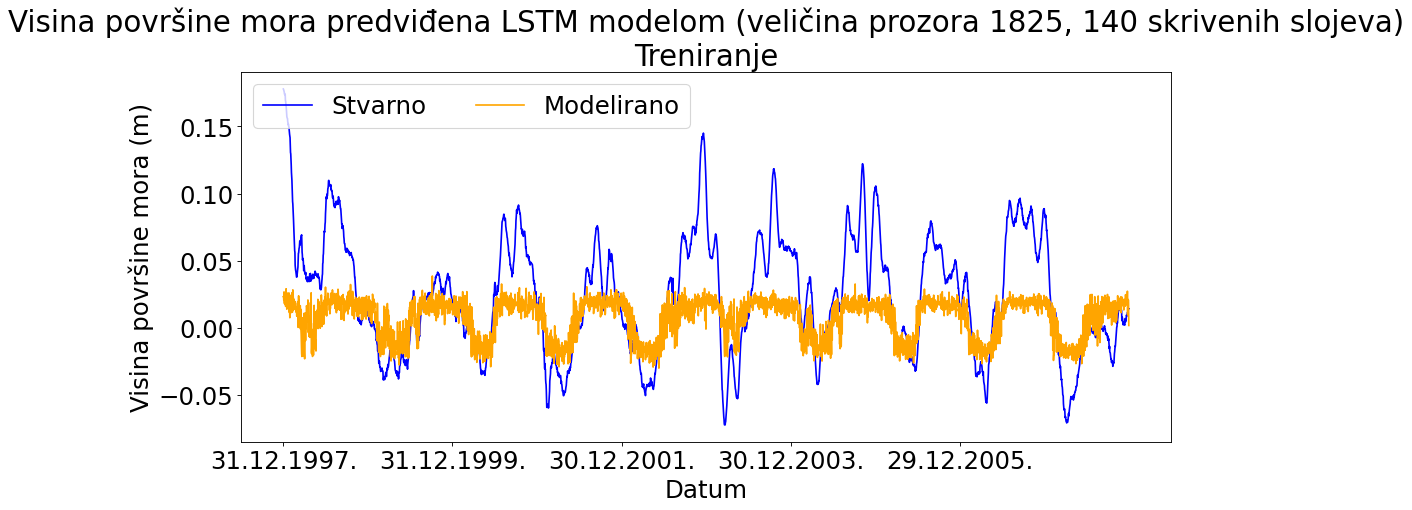 Visina površine mora predviđena LSTM modelom (veličina prozora 1825, 140 skrivenih slojeva)
Treniranje
Stvarno Modelirano
Visina površine mora (m)
0.15
0.10
0.05
0.00
−0.05
31.12.1997. 31.12.1999. 30.12.2001. 30.12.2003. 29.12.2005.
Datum